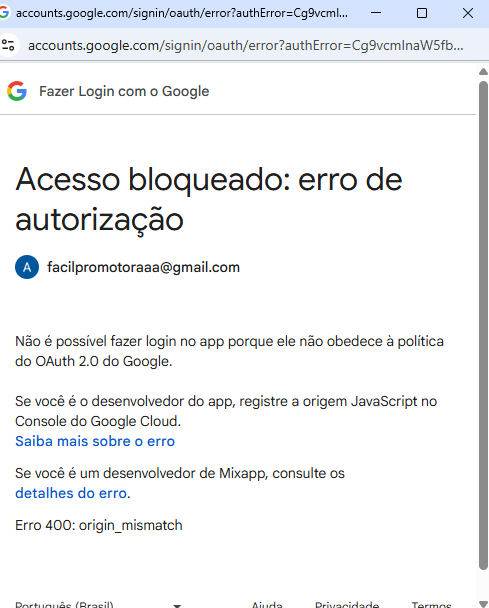 accounts.google.com/signin/oauth/error?authError=Cg9vcml...
accounts.google.com/signin/oauth/error?authError=Cg9vcmlnaW5fb...
Fazer Login com o Google
Acesso bloqueado: erro de
autorização
A facilpromotoraaa@gmail.com
Não é possível fazer login no app porque ele não obedece à política
do OAuth 2.0 do Google.
Se você é o desenvolvedor do app, registre a origem JavaScript no
Console do Google Cloud.
Saiba mais sobre o erro
Se você é um desenvolvedor de Mixapp, consulte os
detalhes do erro.
Erro 400: origin_mismatch
Português (Brasil) Ajuda Privacidade Termos